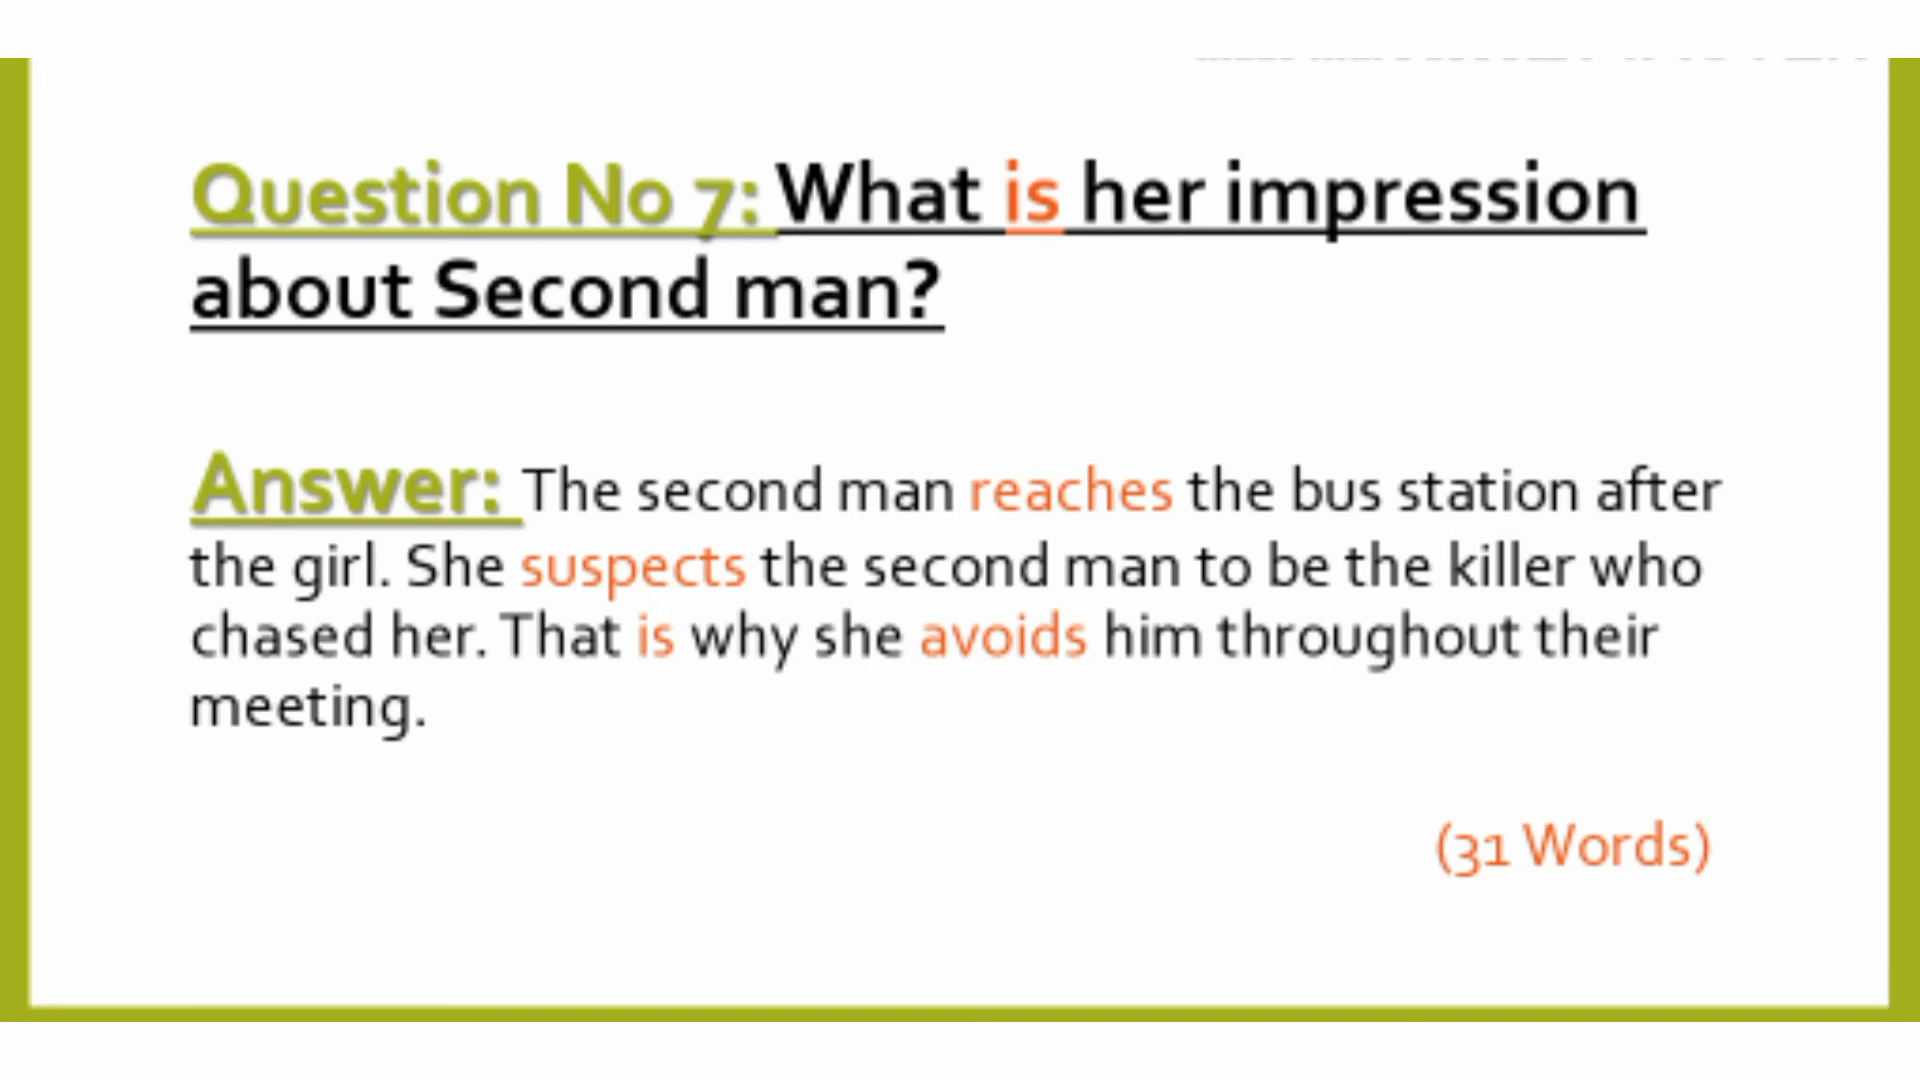 Question No 7: What is her impression
about Second man?
Answer: The second man reaches the bus station after
the girl. She suspects the second man to be the killer who
chased her. That is why she avoids him throughout their
meeting.
(31 Words)